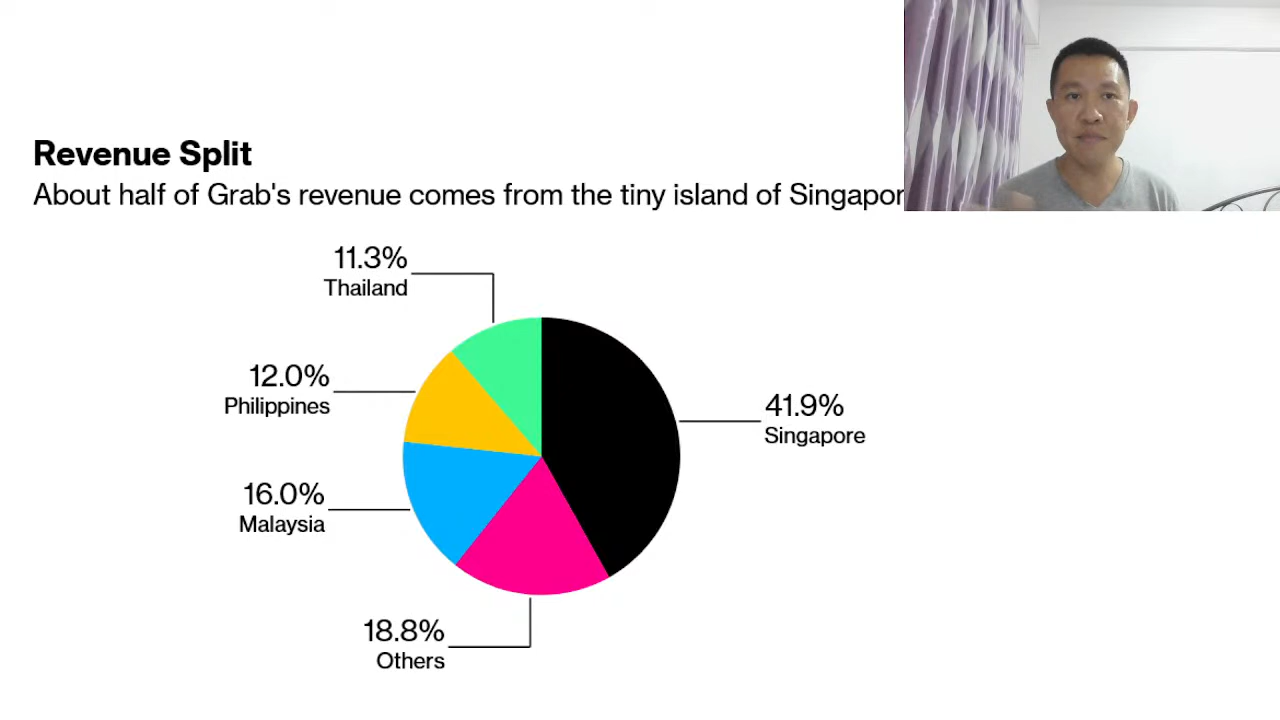 Revenue Split
About half of Grab's revenue comes from the tiny island of Singapor
11.3%
Thailand
12.0%
Philippines
41.9%
Singapore
16.0%
Malaysia
18.8%
Others